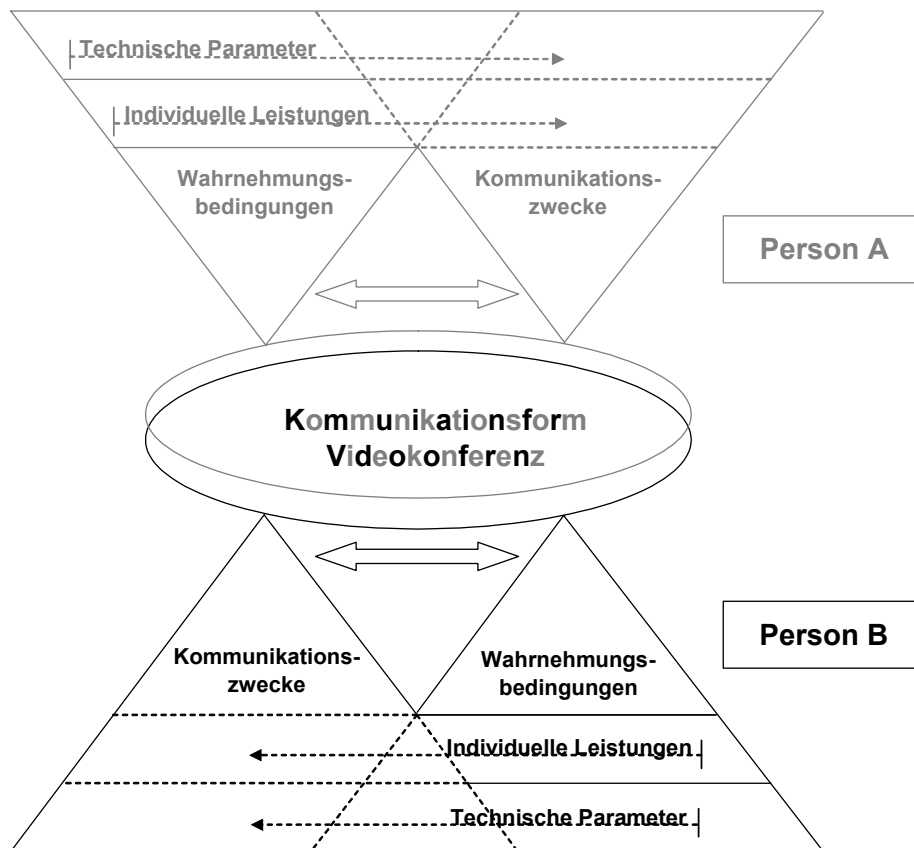 Technische Parameter
Individuelle Leistungen
Wahrnehmungs-
bedingungen
Kommunikations-
zwecke
Person A
Kommunikationsform
Videokonferenz
Person B
Kommunikations-
zwecke
Wahrnehmungs-
bedingungen
Individuelle Leistungen
Technische Parameter